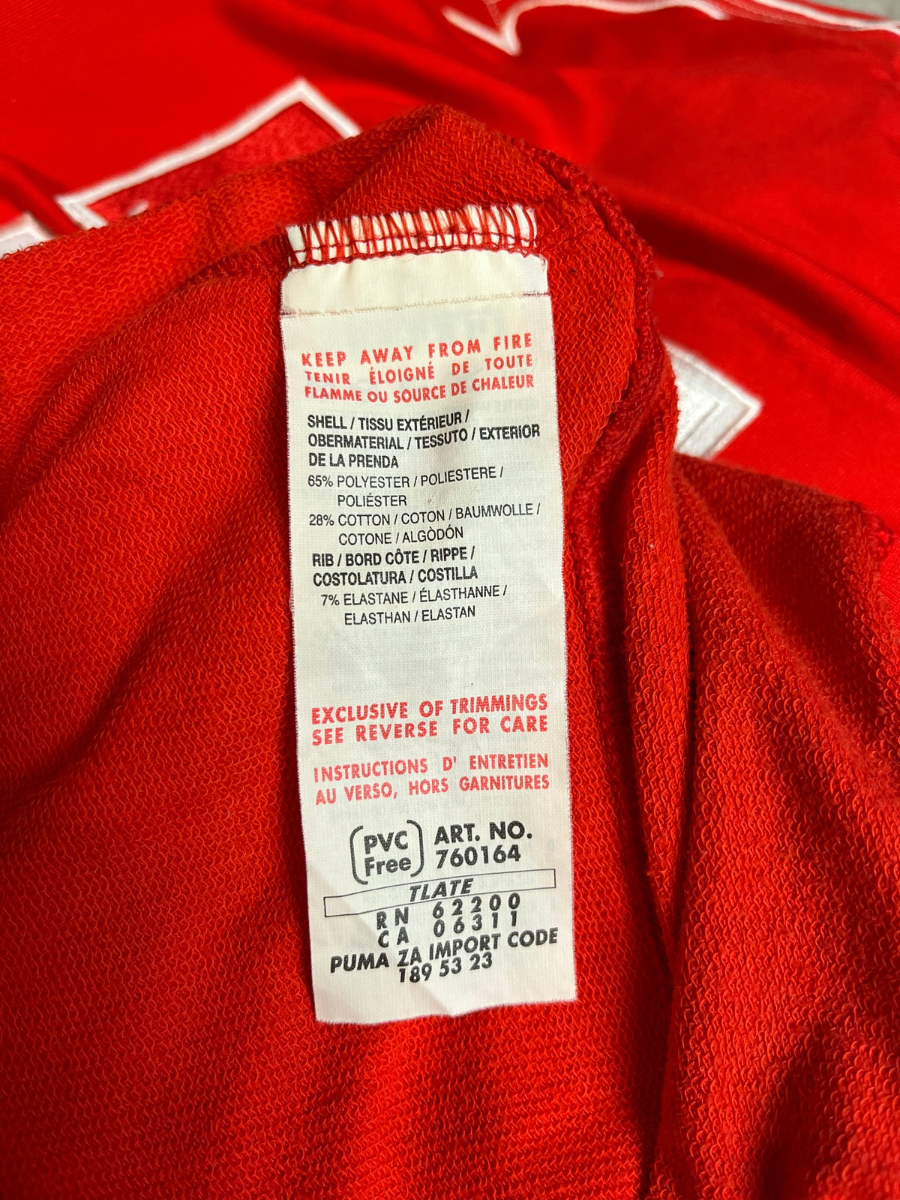 KEEP AWAY FROM FIRE
TENIR ÉLOIGNÉ DE TOUTE
FLAMME OU SOURCE DE CHALEUR
SHELL / TISSU EXTÉRIEUR /
OBERMATERIAL / TESSUTO / EXTERIOR
DE LA PRENDA
65% POLYESTER / POLIESTERE /
POLIÉSTER
28% COTTON / COTON / BAUMWOLLE /
COTONE / ALGÒDÓN
RIB / BORD CÔTE / RIPPE /
COSTOLATURA / COSTILLA
7% ELASTANE / ÉLASTHANNE /
ELASTHAN / ELASTAN
EXCLUSIVE OF TRIMMINGS
SEE REVERSE FOR CARE
INSTRUCTIONS D' ENTRETIEN
AU VERSO, HORS GARNITURES
PVC Free
ART. NO.
760164
TLATE
RN 62200
CA 06311
PUMA ZA IMPORT CODE
189 53 23